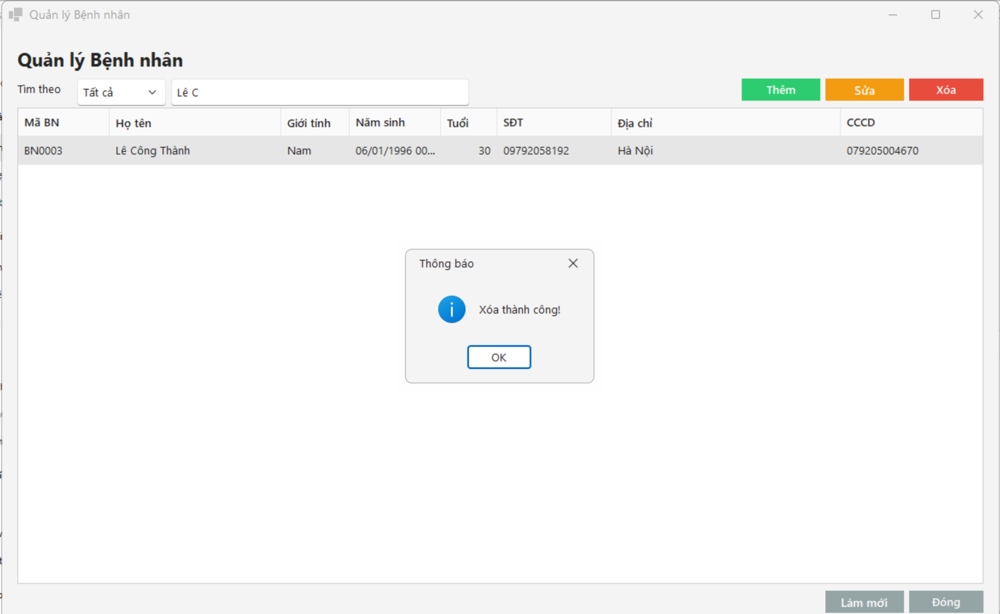 Quản lý Bệnh nhân
Quản lý Bệnh nhân
Tìm theo Tất cả Lê C Thêm Sửa Xóa
Mã BN Họ tên Giới tính Năm sinh Tuổi SĐT Địa chỉ CCCD
BN0003 Lê Công Thành Nam 06/01/1996 00... 30 09792058192 Hà Nội 079205004670
Thông báo
Xóa thành công!
OK
Làm mới Đóng